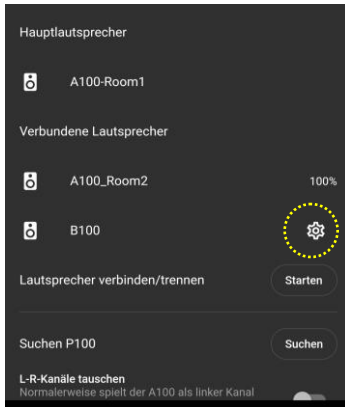 Hauptlautsprecher
A100-Room1
Verbundene Lautsprecher
A100_Room2 100%
B100
Lautsprecher verbinden/trennen Starten
Suchen P100 Suchen
L-R-Kanäle tauschen
Normalerweise spielt der A100 als linker Kanal